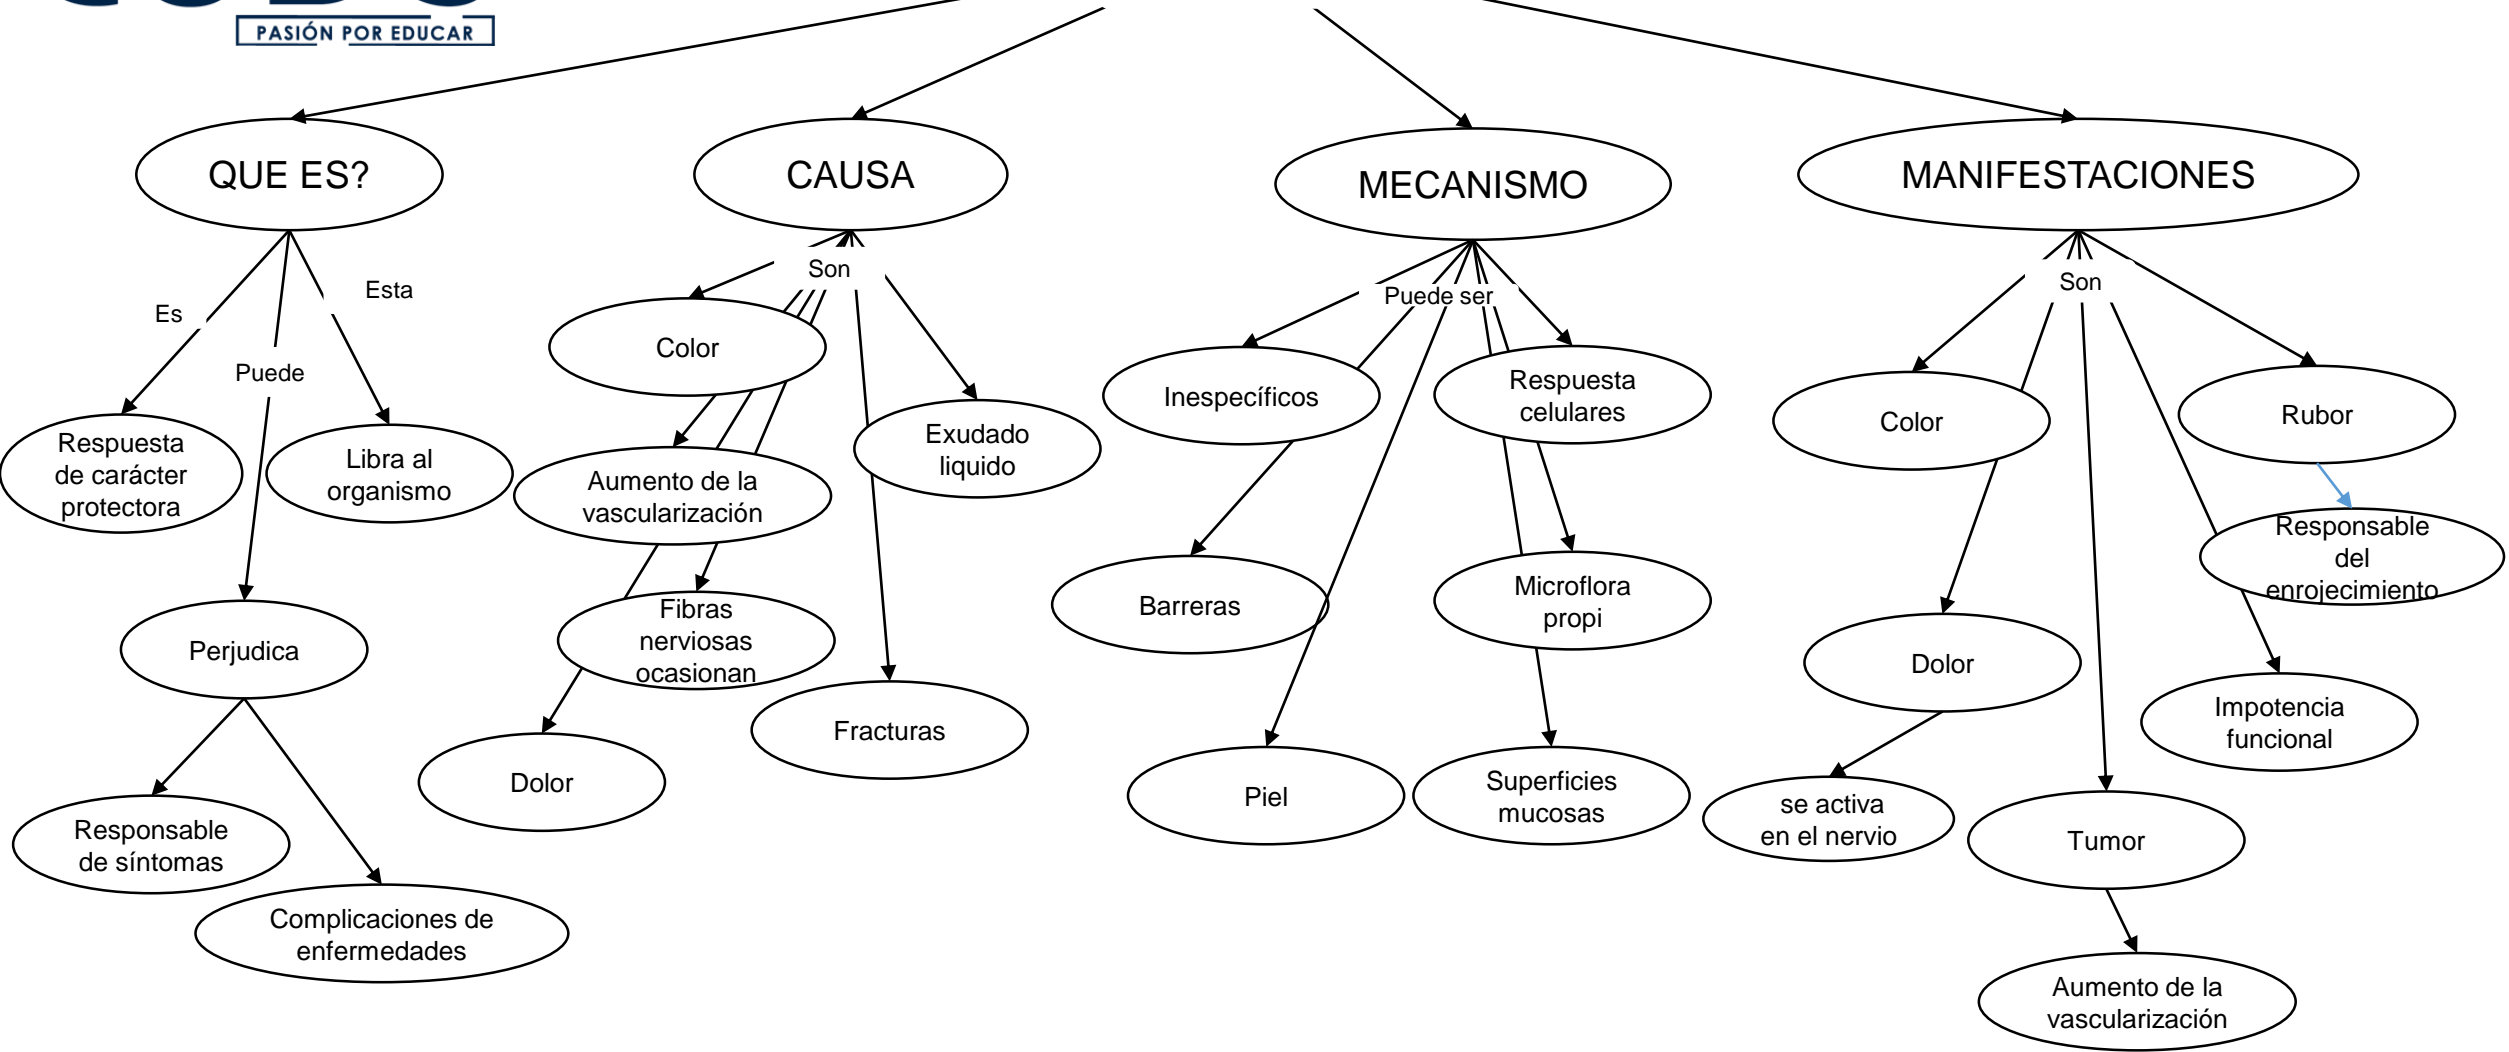 PASIÓN POR EDUCAR
QUE ES?
CAUSA
MECANISMO
MANIFESTACIONES
Es
Puede
Esta
Respuesta
de carácter
protectora
Libra al
organismo
Perjudica
Responsable
de síntomas
Complicaciones de
enfermedades
Son
Color
Exudado
liquido
Aumento de la
vascularización
Fibras
nerviosas
ocasionan
Dolor
Fracturas
Puede ser
Inespecíficos
Respuesta
celulares
Barreras
Microflora
propi
Piel
Superficies
mucosas
Son
Color
Rubor
Responsable
del
enrojecimiento
Dolor
Impotencia
funcional
se activa
en el nervio
Tumor
Aumento de la
vascularización